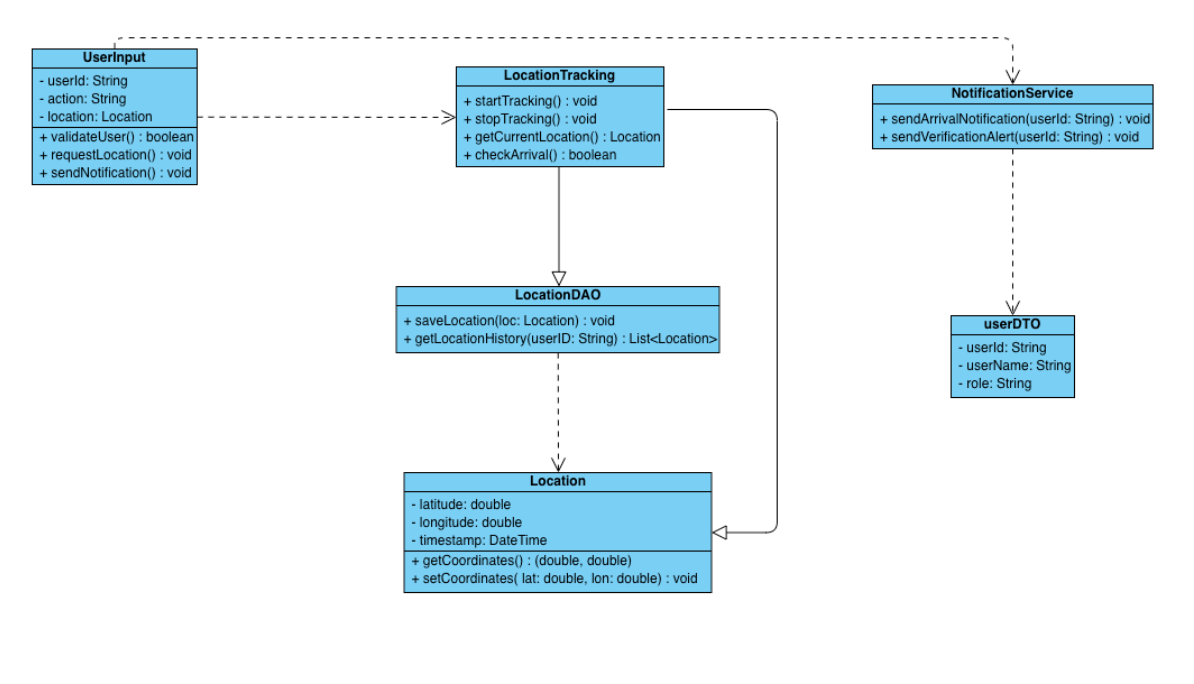 UserInput
- userId: String
- action: String
- location: Location
+ validateUser() : boolean
+ requestLocation() : void
+ sendNotification() : void
LocationTracking
+ startTracking() : void
+ stopTracking() : void
+ getCurrentLocation() : Location
+ checkArrival() : boolean
NotificationService
+ sendArrivalNotification(userId: String) : void
+ sendVerificationAlert(userId: String) : void
LocationDAO
+ saveLocation(loc: Location) : void
+ getLocationHistory(userID: String) : List<Location>
userDTO
- userId: String
- userName: String
- role: String
Location
- latitude: double
- longitude: double
- timestamp: DateTime
+ getCoordinates() : (double, double)
+ setCoordinates( lat: double, lon: double) : void